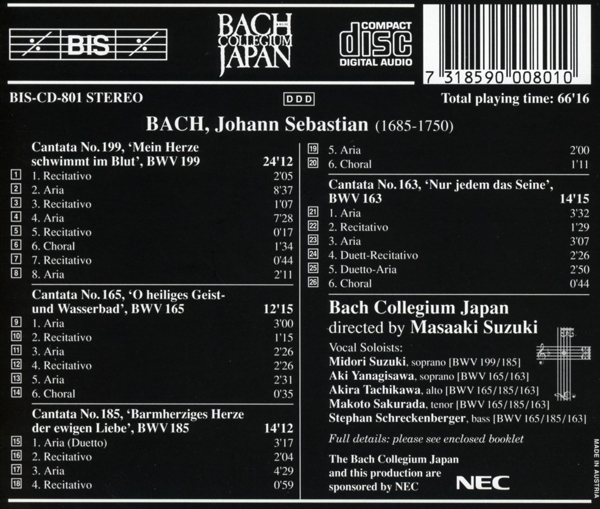 BIS
BACH
COLLEGIUM
JAPAN
COMPACT
disc
DIGITAL AUDIO
7 318590 008010
BIS-CD-801 STEREO
DDD
Total playing time: 66'16
BACH, Johann Sebastian (1685-1750)
Cantata No. 199, ‘Mein Herze
schwimmt im Blut’, BWV 199 24'12
1 1. Recitativo 2'05
2 2. Aria 8'37
3 3. Recitativo 1'07
4 4. Aria 7'28
5 5. Recitativo 0'17
6 6. Choral 1'34
7 7. Recitativo 0'44
8 8. Aria 2'11
Cantata No. 165, ‘O heiliges Geist-
und Wasserbad’, BWV 165 12'15
9 1. Aria 3'00
10 2. Recitativo 1'15
11 3. Aria 2'26
12 4. Recitativo 2'26
13 5. Aria 2'31
14 6. Choral 0'35
Cantata No. 185, ‘Barmherziges Herze
der ewigen Liebe’, BWV 185 14'12
15 1. Aria (Duetto) 3'17
16 2. Recitativo 2'04
17 3. Aria 4'29
18 4. Recitativo 0'59
19 5. Aria 2'00
20 6. Choral 1'11
Cantata No. 163, ‘Nur jedem das Seine’,
BWV 163 14'15
21 1. Aria 3'32
22 2. Recitativo 1'29
23 3. Aria 3'07
24 4. Duett-Recitativo 2'26
25 5. Duetto-Aria 2'50
26 6. Choral 0'44
Bach Collegium Japan
directed by Masaaki Suzuki
Vocal Soloists:
Midori Suzuki, soprano [BWV 199/185]
Aki Yanagisawa, soprano [BWV 165/163]
Akira Tachikawa, alto [BWV 165/185/163]
Makoto Sakurada, tenor [BWV 165/185/163]
Stephan Schreckenberger, bass [BWV 165/185/163]
Full details: please see enclosed booklet
The Bach Collegium Japan
and this production are
sponsored by NEC
NEC
MADE IN AUSTRIA